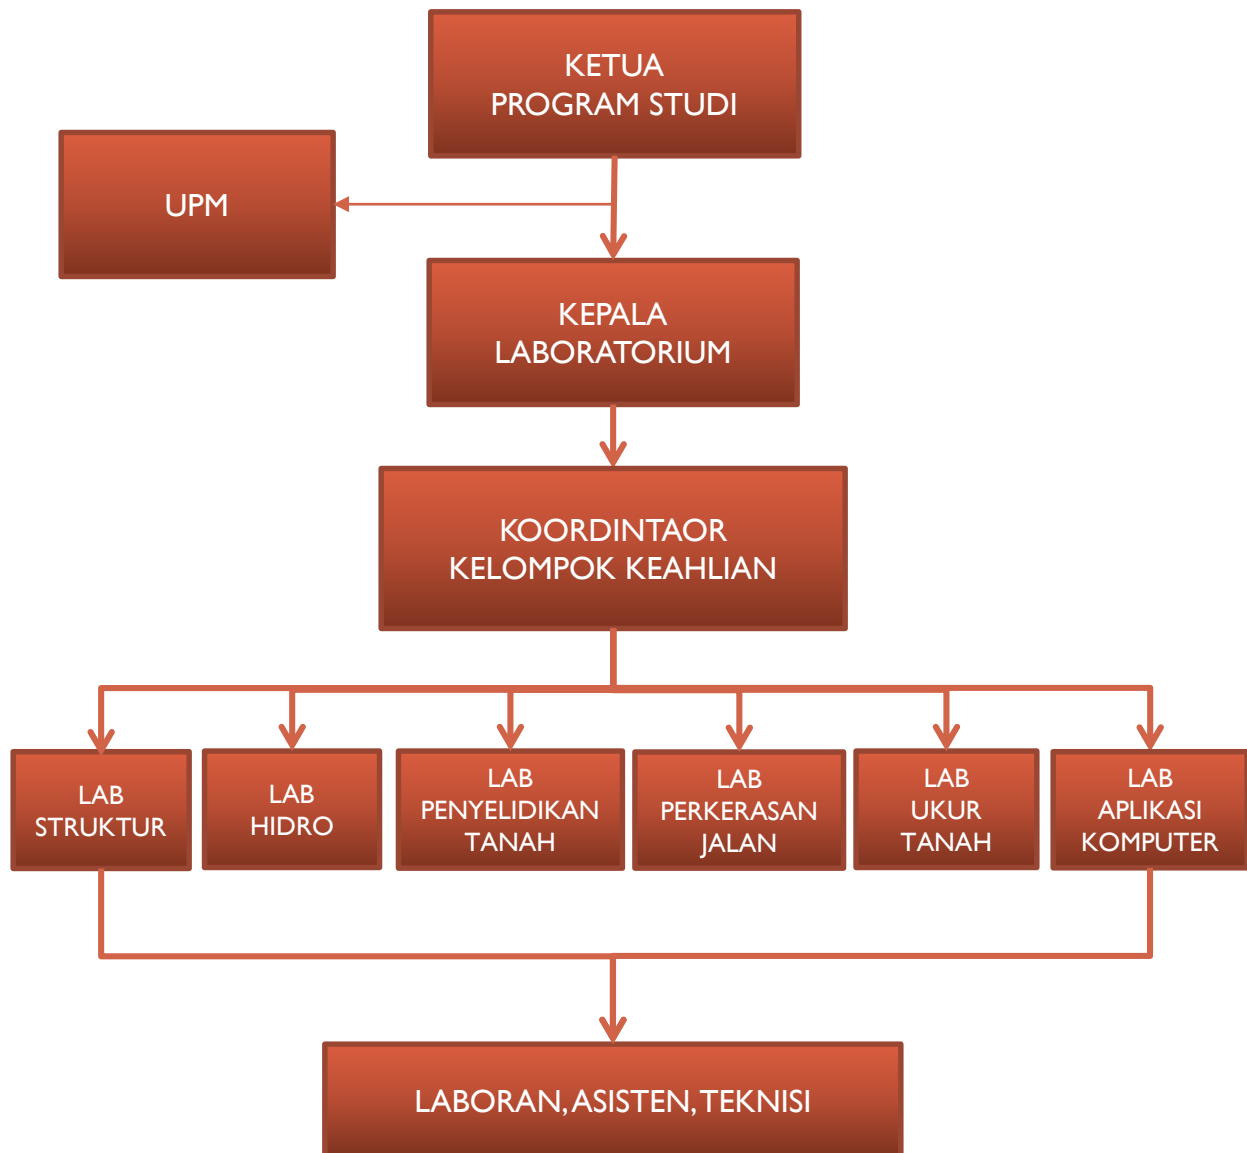 KETUA
PROGRAM STUDI
UPM
KEPALA
LABORATORIUM
KOORDINTAOR
KELOMPOK KEAHLIAN
LAB
STRUKTUR
LAB
HIDRO
LAB
PENYELIDIKAN
TANAH
LAB
PERKERASAN
JALAN
LAB
UKUR
TANAH
LAB
APLIKASI
KOMPUTER
LABORAN, ASISTEN, TEKNISI